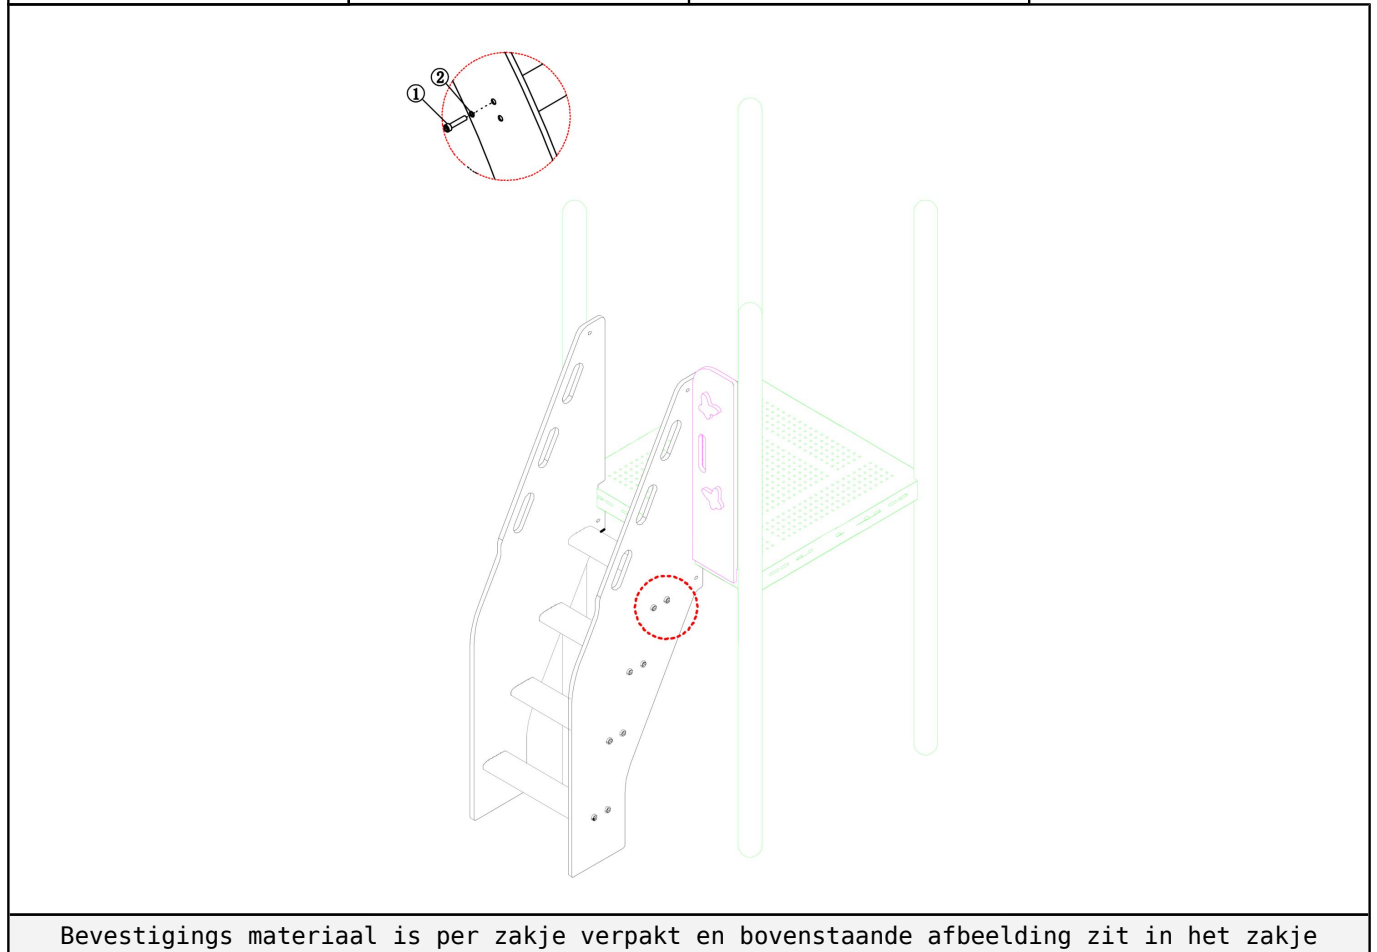 ②
①
Bevestigings materiaal is per zakje verpakt en bovenstaande afbeelding zit in het zakje